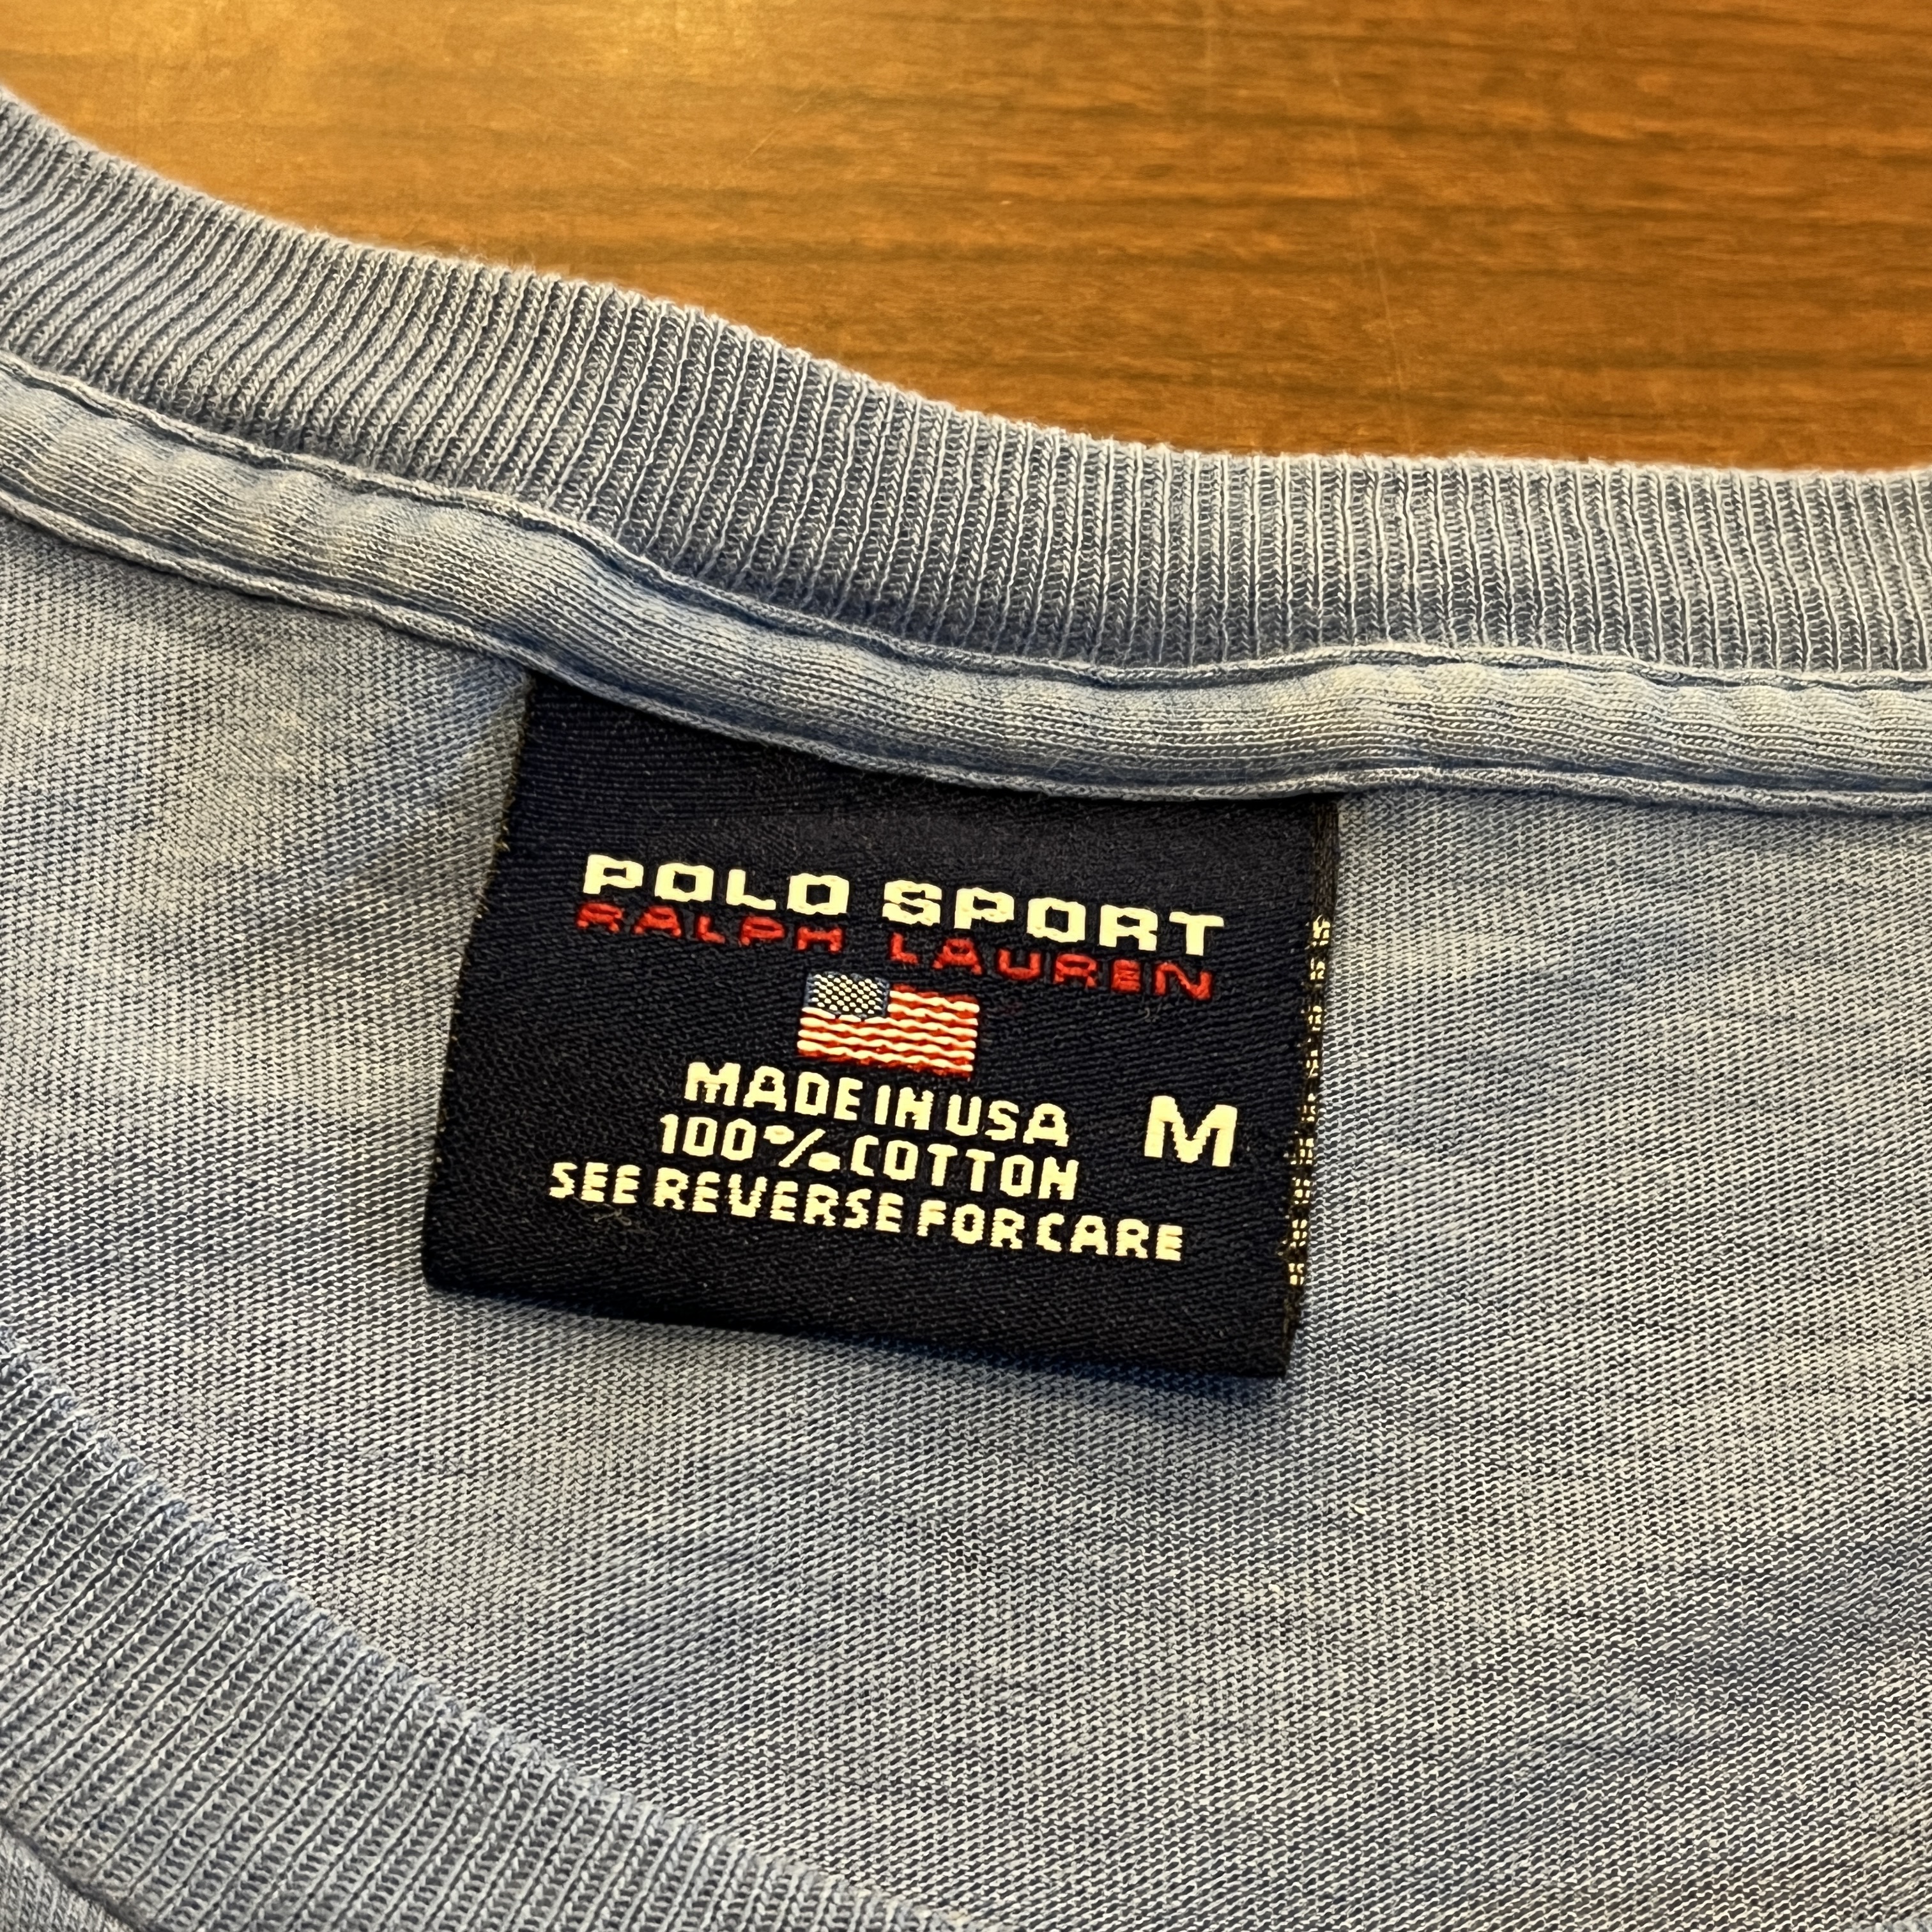 POLO SPORT
RALPH LAUREN
MADE IN USA
M
100% COTTON
SEE REVERSE FOR CARE